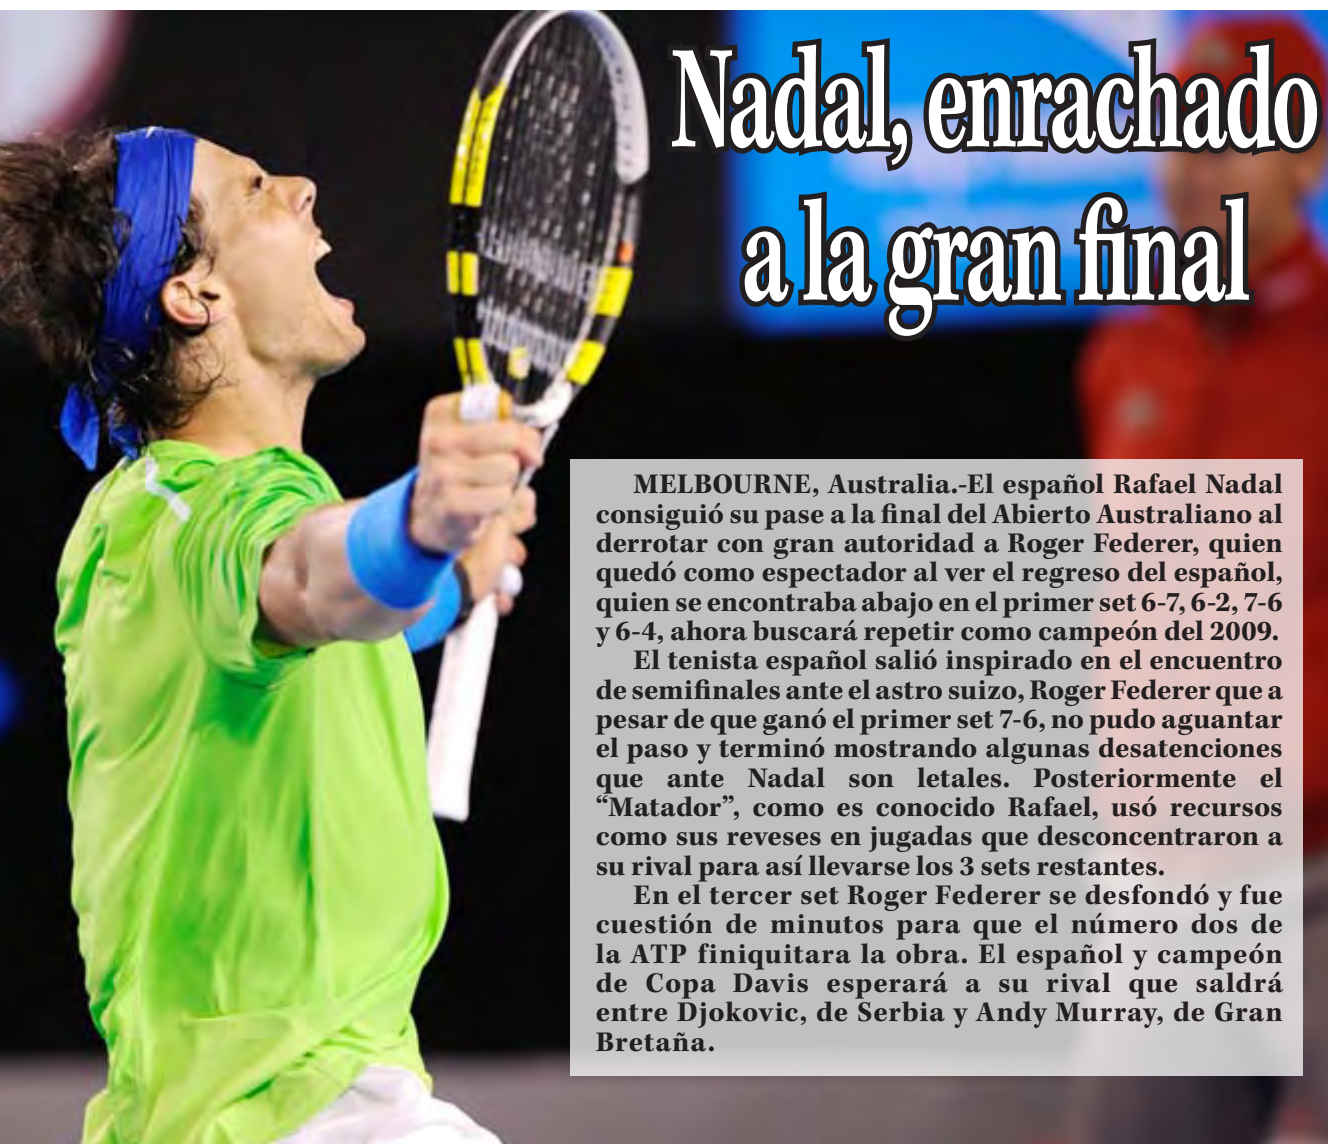 Nadal, enrachado
a la gran final
MELBOURNE, Australia.-El español Rafael Nadal
consiguió su pase a la final del Abierto Australiano al
derrotar con gran autoridad a Roger Federer, quien
quedó como espectador al ver el regreso del español,
quien se encontraba abajo en el primer set 6-7, 6-2, 7-6
y 6-4, ahora buscará repetir como campeón del 2009.
El tenista español salió inspirado en el encuentro
de semifinales ante el astro suizo, Roger Federer que a
pesar de que ganó el primer set 7-6, no pudo aguantar
el paso y terminó mostrando algunas desatenciones
que ante Nadal son letales. Posteriormente el
“Matador”, como es conocido Rafael, usó recursos
como sus reveses en jugadas que desconcentraron a
su rival para así llevarse los 3 sets restantes.
En el tercer set Roger Federer se desfondó y fue
cuestión de minutos para que el número dos de
la ATP finiquitara la obra. El español y campeón
de Copa Davis esperará a su rival que saldrá
entre Djokovic, de Serbia y Andy Murray, de Gran
Bretaña.